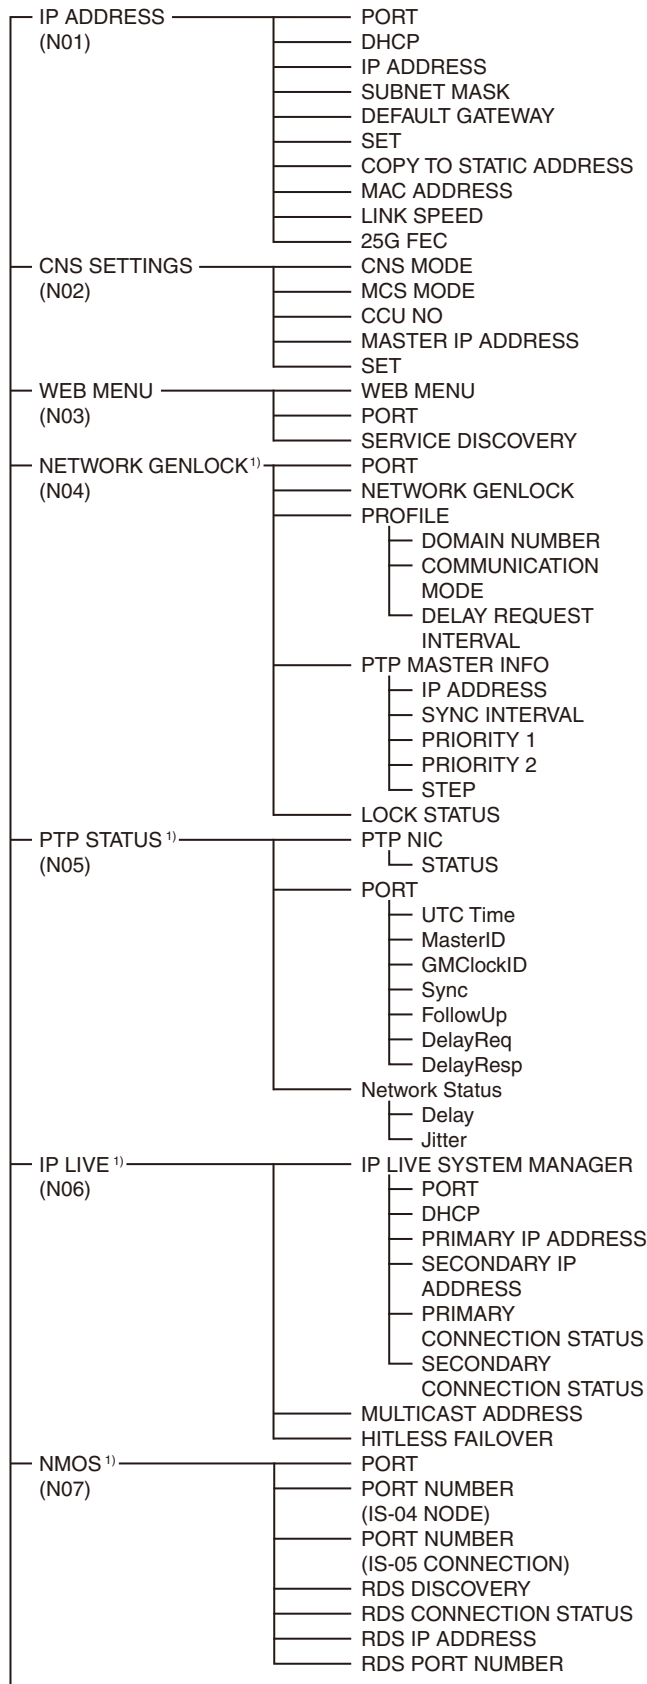 IP ADDRESS
(N01)
PORT
DHCP
IP ADDRESS
SUBNET MASK
DEFAULT GATEWAY
SET
COPY TO STATIC ADDRESS
MAC ADDRESS
LINK SPEED
25G FEC
CNS SETTINGS
(N02)
CNS MODE
MCS MODE
CCU NO
MASTER IP ADDRESS
SET
WEB MENU
(N03)
WEB MENU
PORT
SERVICE DISCOVERY
NETWORK GENLOCK 1)
(N04)
PORT
NETWORK GENLOCK
PROFILE
DOMAIN NUMBER
COMMUNICATION
MODE
DELAY REQUEST
INTERVAL
PTP MASTER INFO
IP ADDRESS
SYNC INTERVAL
PRIORITY 1
PRIORITY 2
STEP
LOCK STATUS
PTP STATUS 1)
(N05)
PTP NIC
STATUS
PORT
UTC Time
MasterID
GMClockID
Sync
FollowUp
DelayReq
DelayResp
Network Status
Delay
Jitter
IP LIVE 1)
(N06)
IP LIVE SYSTEM MANAGER
PORT
DHCP
PRIMARY IP ADDRESS
SECONDARY IP
ADDRESS
PRIMARY
CONNECTION STATUS
SECONDARY
CONNECTION STATUS
MULTICAST ADDRESS
HITLESS FAILOVER
NMOS 1)
(N07)
PORT
PORT NUMBER
(IS-04 NODE)
PORT NUMBER
(IS-05 CONNECTION)
RDS DISCOVERY
RDS CONNECTION STATUS
RDS IP ADDRESS
RDS PORT NUMBER